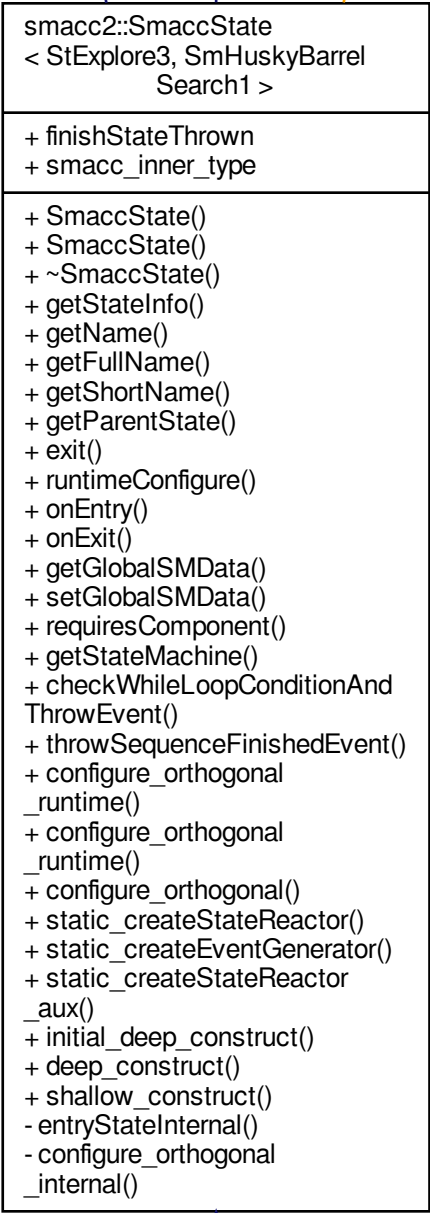 smacc2::SmaccState
< StExplore3, SmHuskyBarrel
Search1 >
+ finishStateThrown
+ smacc_inner_type
+ SmaccState()
+ SmaccState()
+ ~SmaccState()
+ getStateInfo()
+ getName()
+ getFullName()
+ getShortName()
+ getParentState()
+ exit()
+ runtimeConfigure()
+ onEntry()
+ onExit()
+ getGlobalSMData()
+ setGlobalSMData()
+ requiresComponent()
+ getStateMachine()
+ checkWhileLoopConditionAnd
ThrowEvent()
+ throwSequenceFinishedEvent()
+ configure_orthogonal
_runtime()
+ configure_orthogonal
_runtime()
+ configure_orthogonal()
+ static_createStateReactor()
+ static_createEventGenerator()
+ static_createStateReactor
_aux()
+ initial_deep_construct()
+ deep_construct()
+ shallow_construct()
- entryStateInternal()
- configure_orthogonal
_internal()